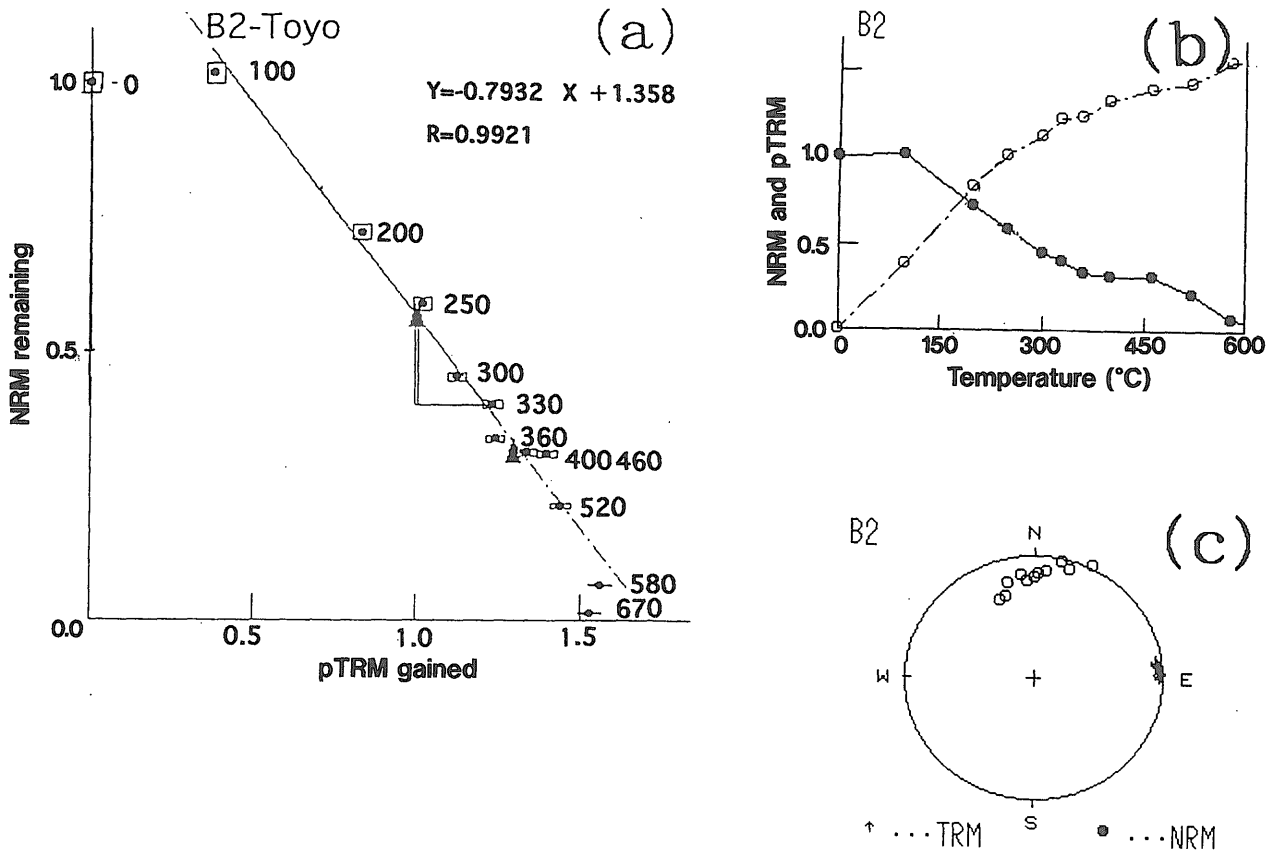 B2-Toyo
(a)
1.0
0
100
Y=-0.7932 X +1.358
R=0.9921
200
250
0.5
300
330
360
400 460
520
580
670
0.0
0.5
1.0
1.5
NRM remaining
pTRM gained
B2
(b)
1.0
0.5
0.0
NRM and pTRM
0
150
300
450
600
Temperature (°C)
B2
(c)
N
W
E
S
↑ ... TRM
● ... NRM